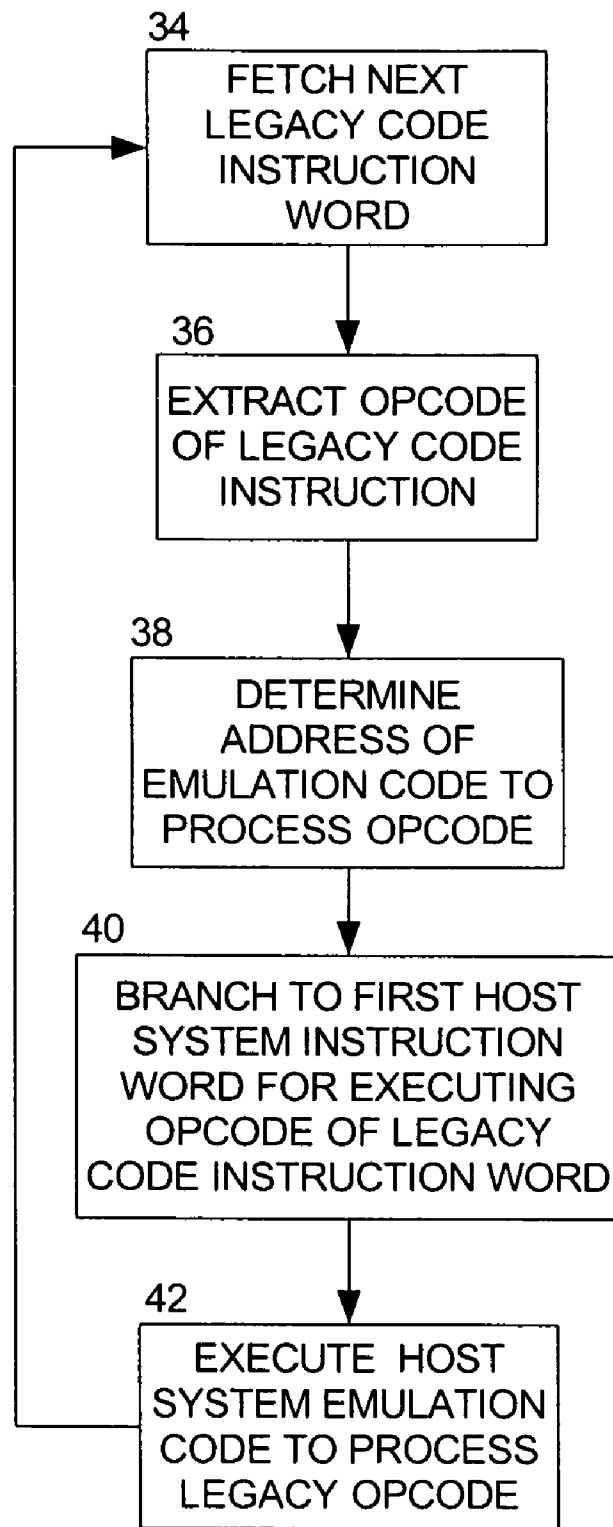 34
FETCH NEXT
LEGACY CODE
INSTRUCTION
WORD
36
EXTRACT OPCODE
OF LEGACY CODE
INSTRUCTION
38
DETERMINE
ADDRESS OF
EMULATION CODE TO
PROCESS OPCODE
40
BRANCH TO FIRST HOST
SYSTEM INSTRUCTION
WORD FOR EXECUTING
OPCODE OF LEGACY
CODE INSTRUCTION WORD
42
EXECUTE HOST
SYSTEM EMULATION
CODE TO PROCESS
LEGACY OPCODE